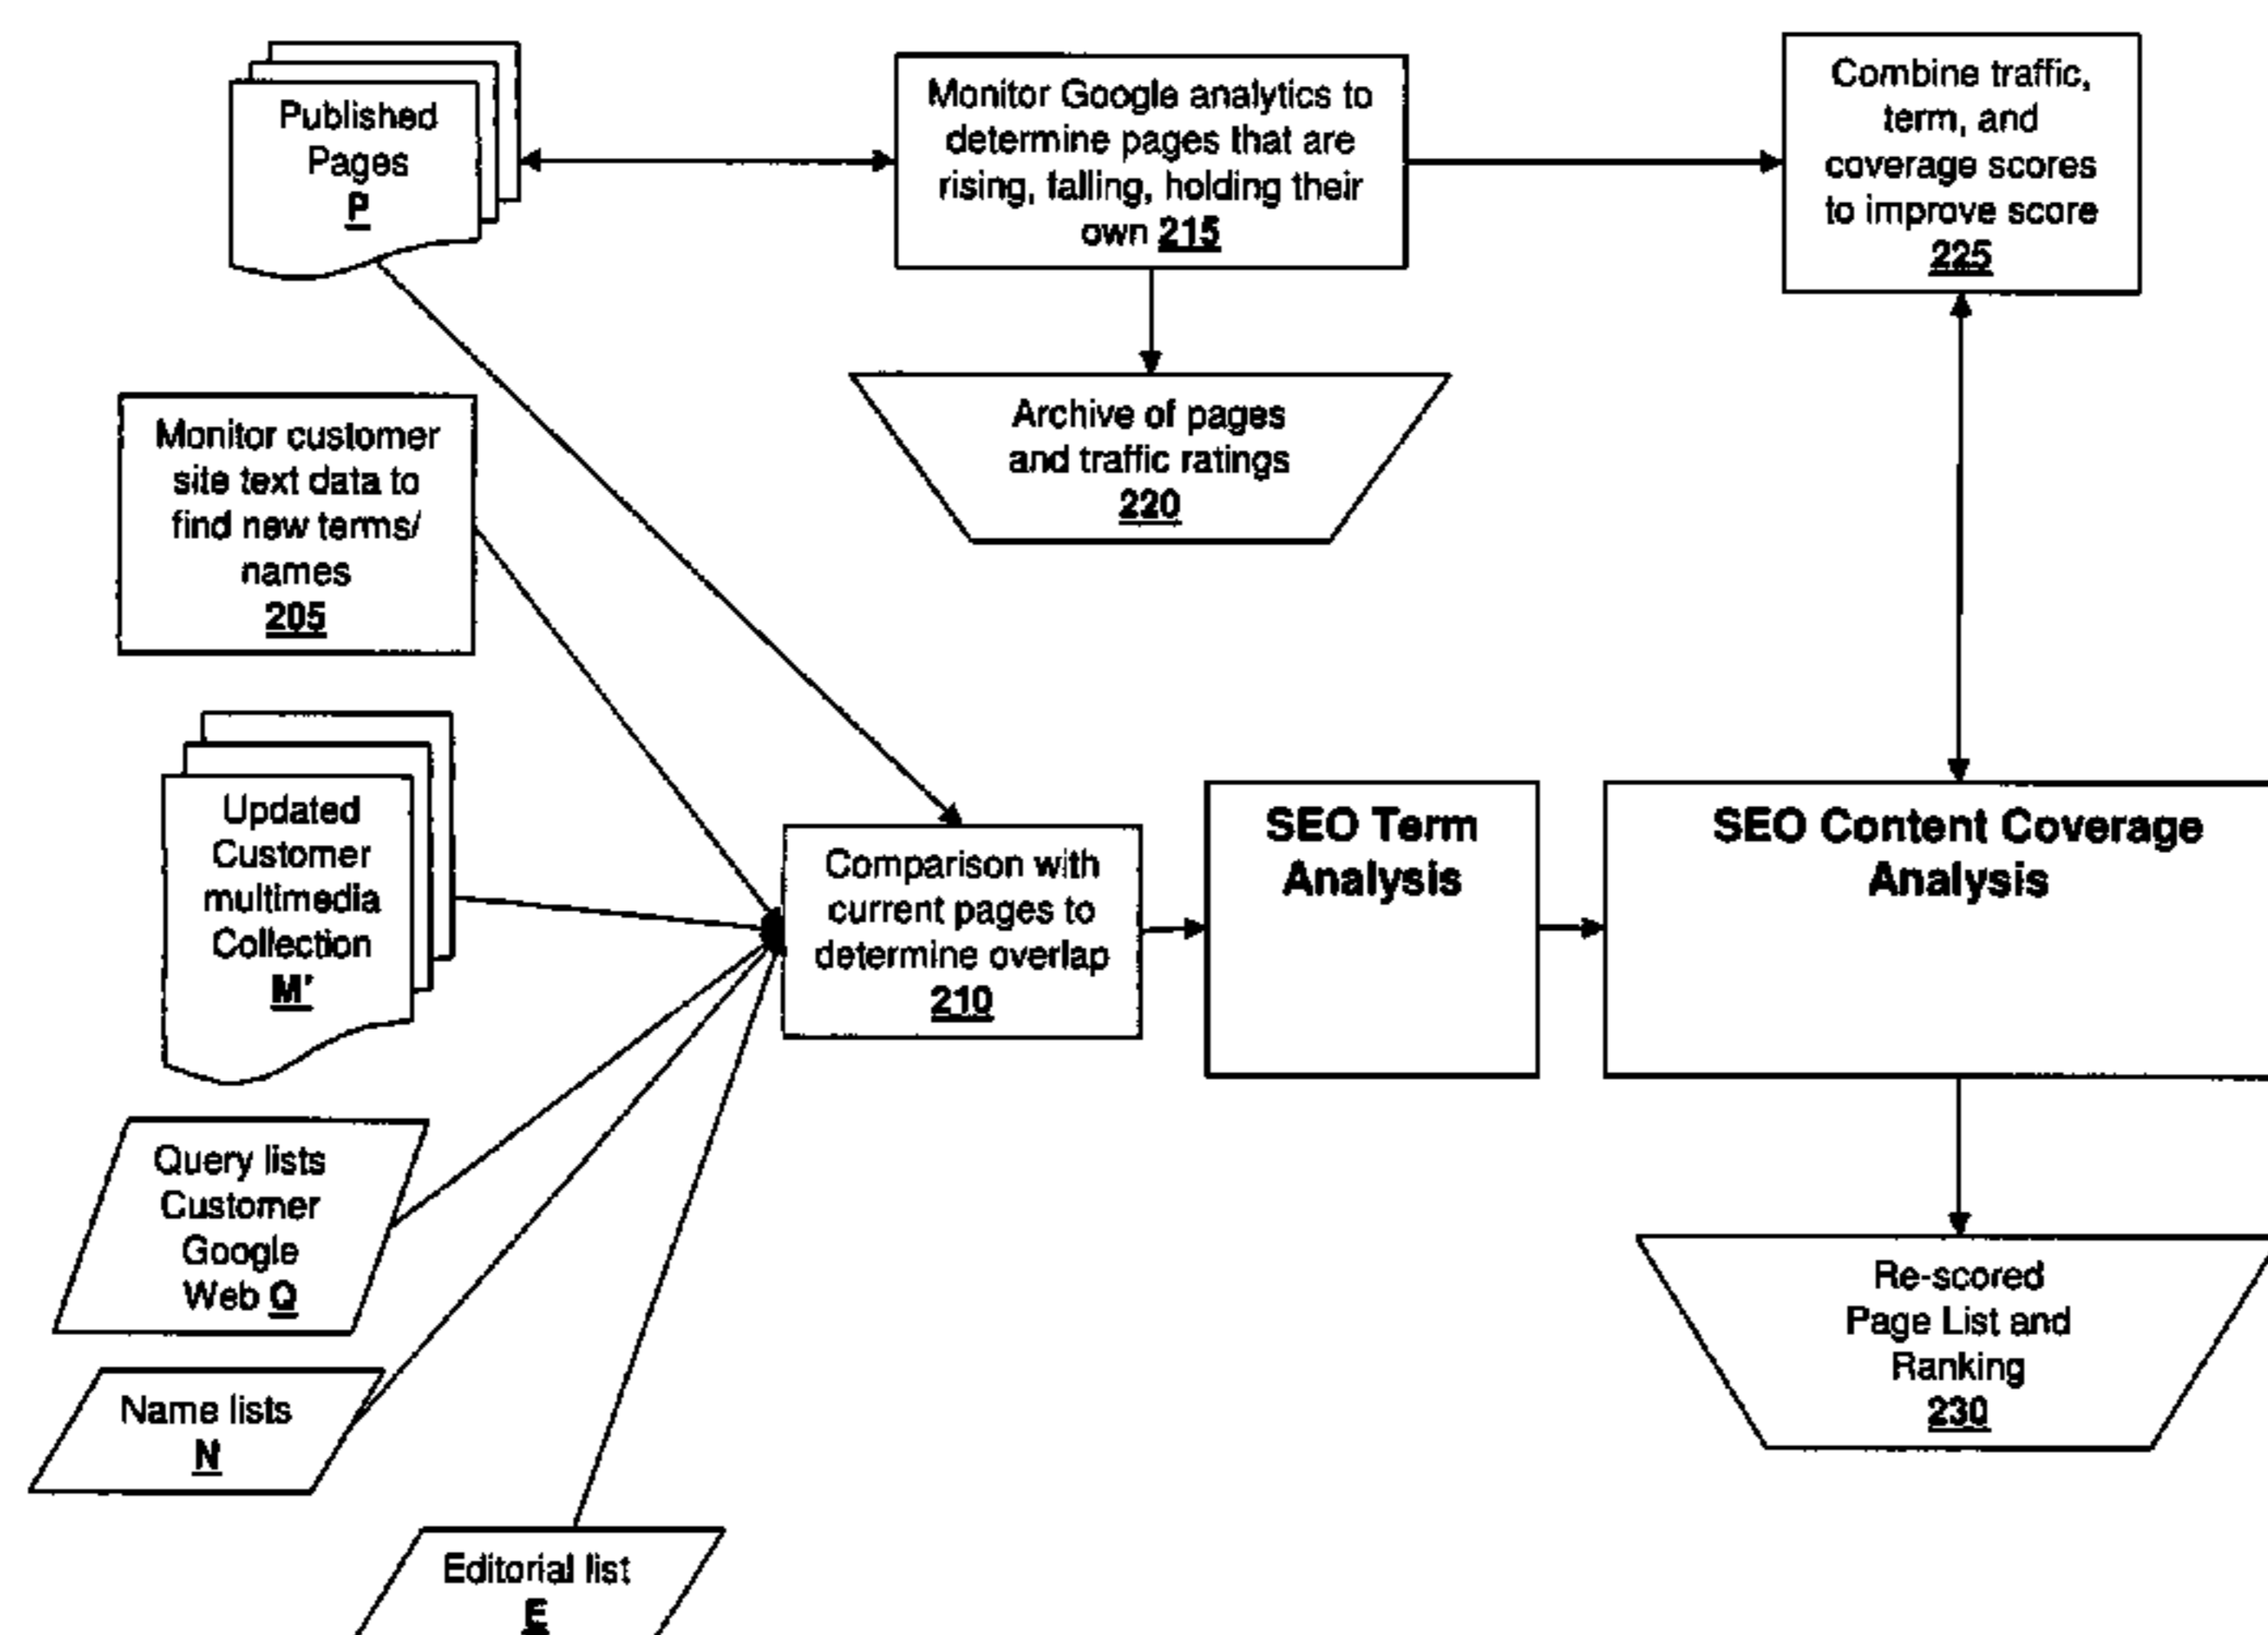 Published
Pages
P
Monitor Google analytics to
determine pages that are
rising, falling, holding their
own 215
Combine traffic,
term, and
coverage scores
to improve score
225
Archive of pages
and traffic ratings
220
Monitor customer
site text data to
find new terms/
names
205
Updated
Customer
multimedia
Collection
M'
Comparison with
current pages to
determine overlap
210
SEO Term
Analysis
SEO Content Coverage
Analysis
Query lists
Customer
Google
Web Q
Name lists
N
Re-scored
Page List and
Ranking
230
Editorial list
E